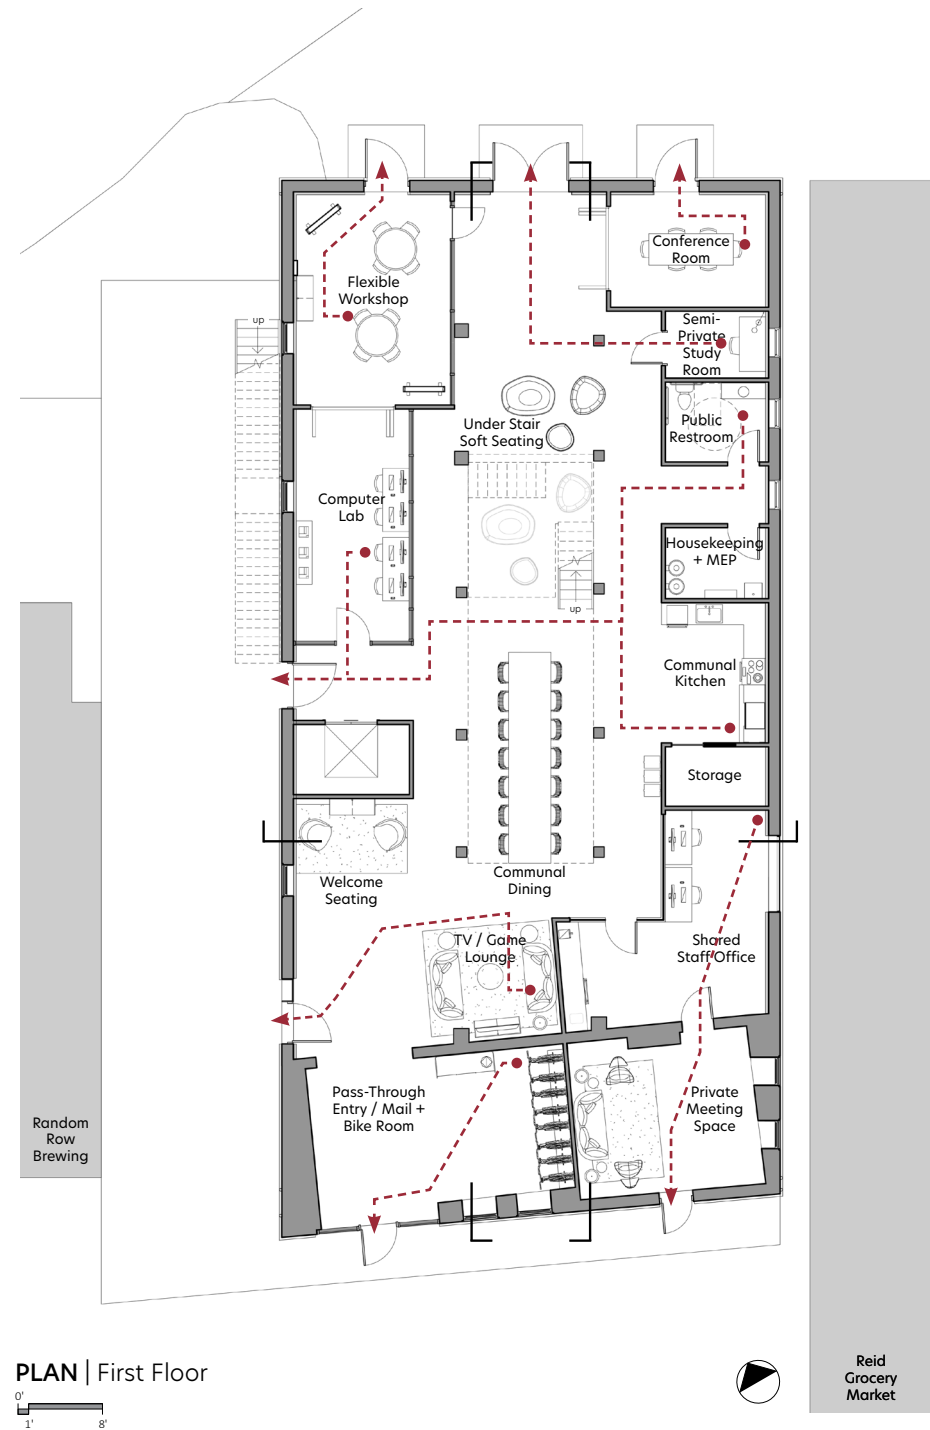 Conference
Room
Flexible
Workshop
Semi-
Private
Study
Room
up
Under Stair
Soft Seating
Public
Restroom
Computer
Lab
Housekeeping
+ MEP
up
Communal
Kitchen
Storage
Welcome
Seating
Communal
Dining
TV / Game
Lounge
Shared
Staff Office
Pass-Through
Entry / Mail +
Bike Room
Private
Meeting
Space
Random
Row
Brewing
Reid
Grocery
Market
PLAN | First Floor
0'
1' 8'